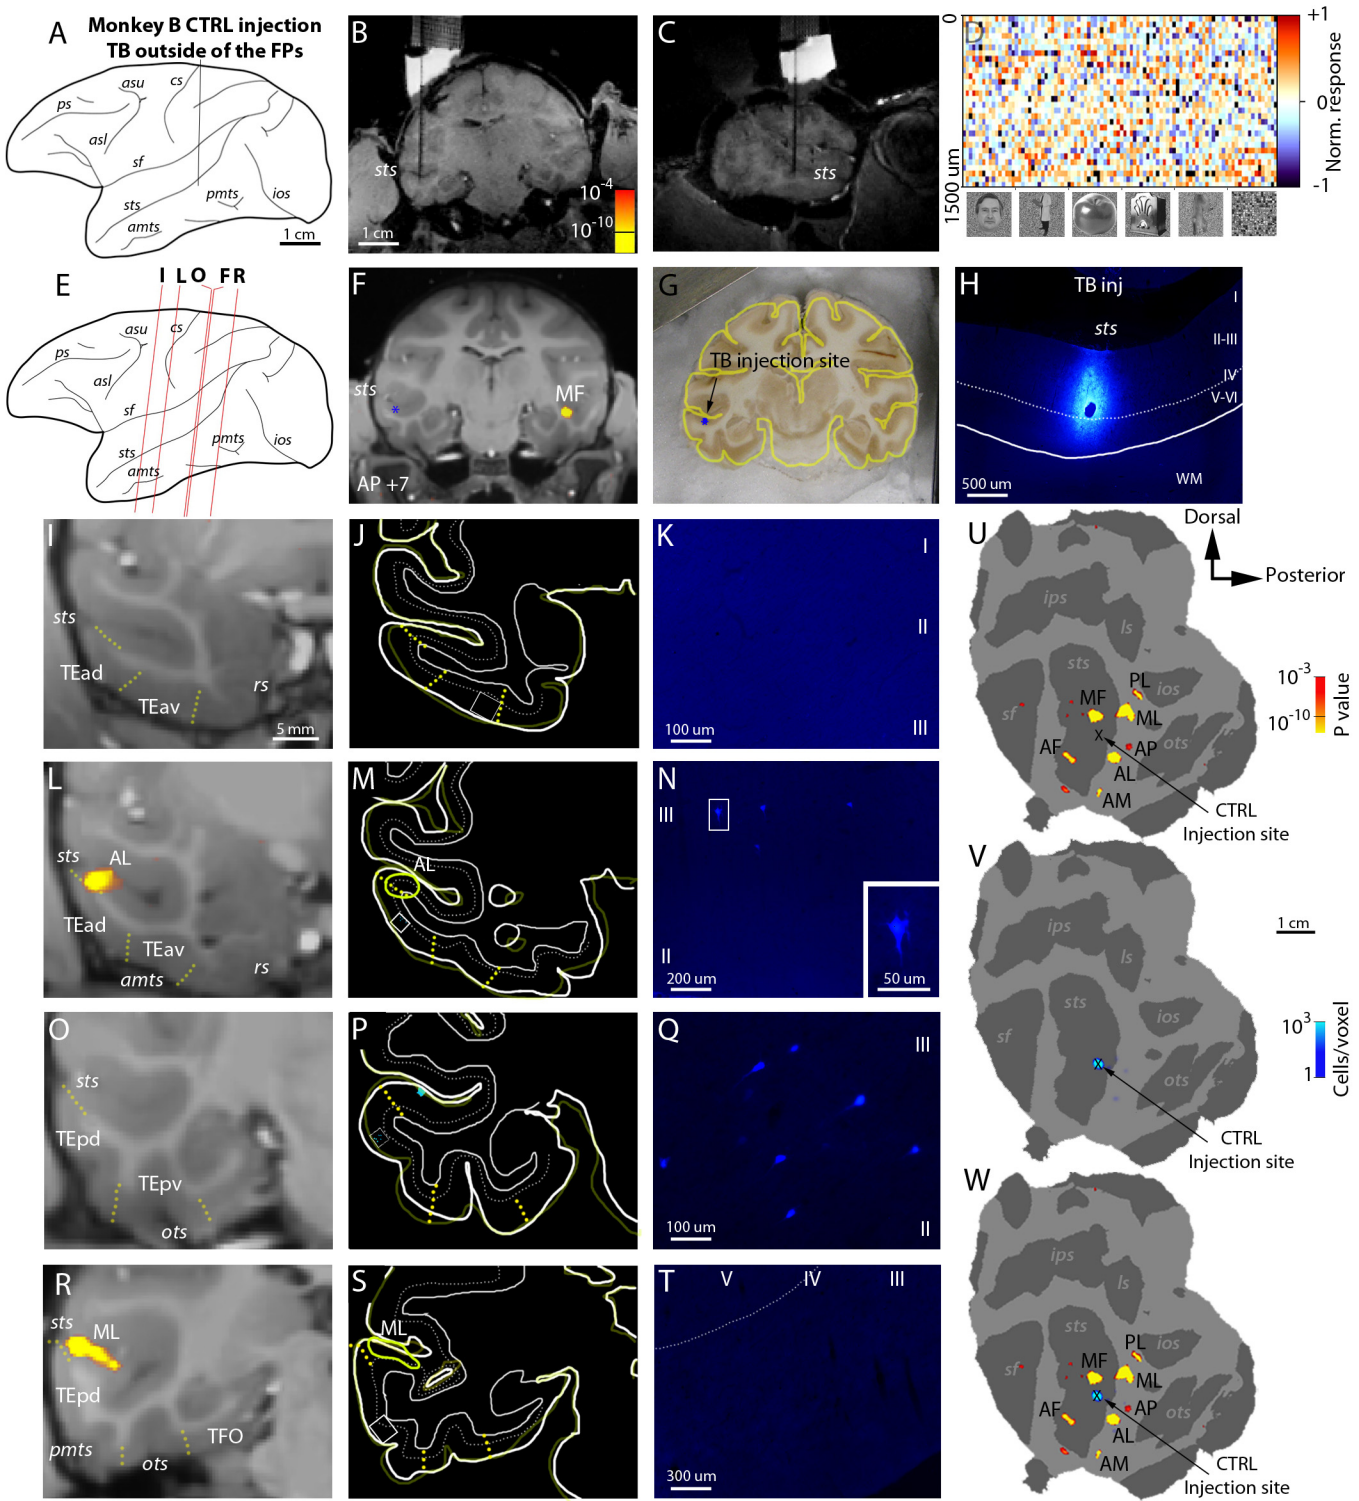 A
Monkey B CTRL injection
TB outside of the FPs
ps
asu
cs
asl
sf
sts
amts
pmts
ios
1 cm
B
sts
1 cm
10-4
10-10
C
sts
D
0
1500 um
+1
0
-1
Norm. response
E
I L O F R
ps
asu
cs
asl
sf
sts
amts
pmts
ios
F
sts
*
MF
AP +7
G
TB injection site
*
H
TB inj
sts
I
II-III
IV
V-VI
WM
500 um
I
sts
TEad
TEav
rs
5 mm
J
K
I
II
III
100 um
L
sts
AL
TEad
TEav
amts
rs
M
AL
N
III
II
200 um
50 um
O
sts
TEpd
TEpv
ots
P
Q
III
II
100 um
R
sts
ML
TEpd
pmts
ots
TFO
S
ML
T
V IV III
300 um
U
Dorsal
Posterior
ips
ls
sts
ios
sf
ots
PL
MF
ML
AF
AP
AL
AM
CTRL
Injection site
10-3
10-10
P value
V
ips
ls
sts
ios
sf
ots
CTRL
Injection site
1 cm
103
1
Cells/voxel
W
ips
ls
sts
ios
sf
ots
PL
MF
ML
AF
AP
AL
AM
CTRL
Injection site